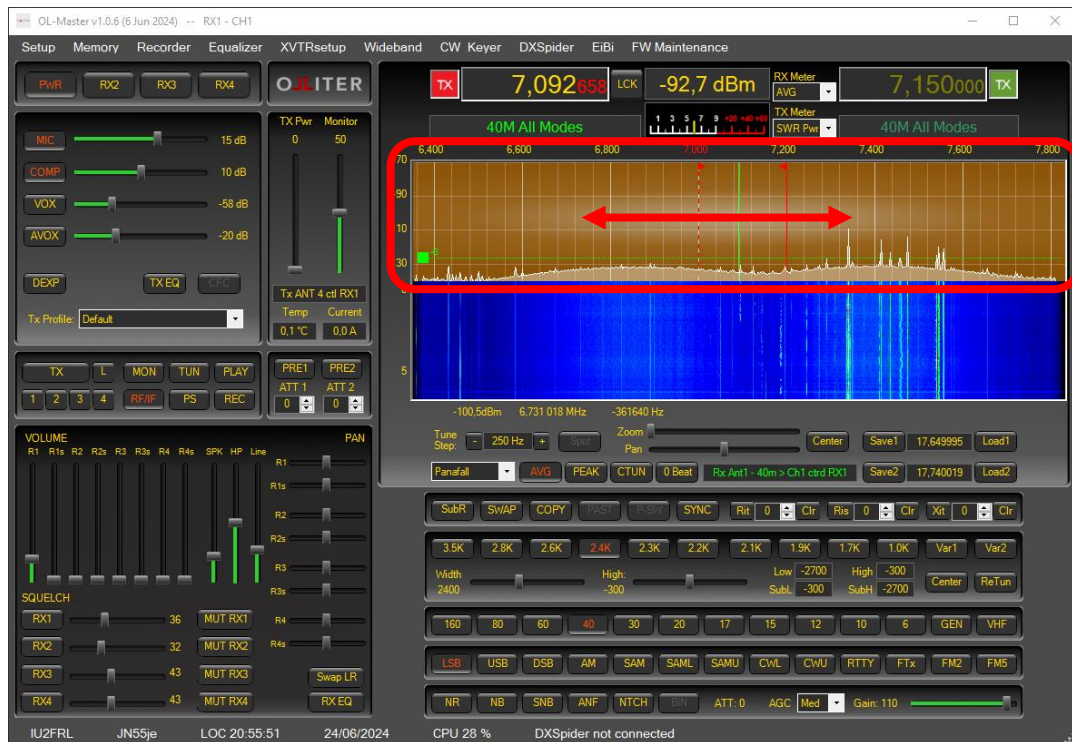 OL-Master v1.0.6 (6 Jun 2024) -- RX1 - CH1
Setup Memory Recorder Equalizer XVTRsetup Wideband CW Keyer DXSpider EiBi FW Maintenance
PWR RX2 RX3 RX4
OJLITER
TX 7,092658 LCK -92,7 dBm
RX Meter
AVG
7,150000 TX
TX Meter
SWR Pwr
1 3 5 7 9 +20 +40 +60
40M All Modes
40M All Modes
MIC 15 dB
COMP 10 dB
VOX -58 dB
AVOX -20 dB
DEXP TX EQ CFC
Tx Profile: Default
TX Pwr Monitor
0 50
Tx ANT 4 ctl RX1
Temp Current
0,1 °C 0,0 A
6,400 6,600 6,800 7,000 7,200 7,400 7,600 7,800
70
90
10
-G
30
5
TX L MON TUN PLAY
1 2 3 4 RF/IF PS REC
PRE1 PRE2
ATT 1 ATT 2
0 0
-100,5dBm 6,731 018 MHz -361640 Hz
Tune
Step: - 250 Hz + Spot
Zoom
Pan
Center Save1 17,649995 Load1
Panafall AVG PEAK CTUN 0 Beat Rx Ant1 - 40m > Ch1 ctrd RX1 Save2 17,740019 Load2
VOLUME PAN
R1 R1s R2 R2s R3 R3s R4 R4s SPK HP Line
R1
R1s
R2
R2s
R3
R3s
R4
R4s
SQUELCH
RX1 36 MUT RX1
RX2 32 MUT RX2
RX3 43 MUT RX3
RX4 43 MUT RX4
Swap LR
RX EQ
SubR SWAP COPY PAST P-SW SYNC Rit 0 Clr Ris 0 Clr Xit 0 Clr
3.5K 2.8K 2.6K 2.4K 2.3K 2.2K 2.1K 1.9K 1.7K 1.0K Var1 Var2
Width
2400
High:
-300
Low -2700 High -300
SubL -300 SubH -2700
Center ReTun
160 80 60 40 30 20 17 15 12 10 6 GEN VHF
LSB USB DSB AM SAM SAML SAMU CWL CWU RTTY FTx FM2 FM5
NR NB SNB ANF NTCH BIN ATT: 0 AGC Med Gain: 110
IU2FRL JN55je LOC 20:55:51 24/06/2024 CPU 28 % DXSpider not connected